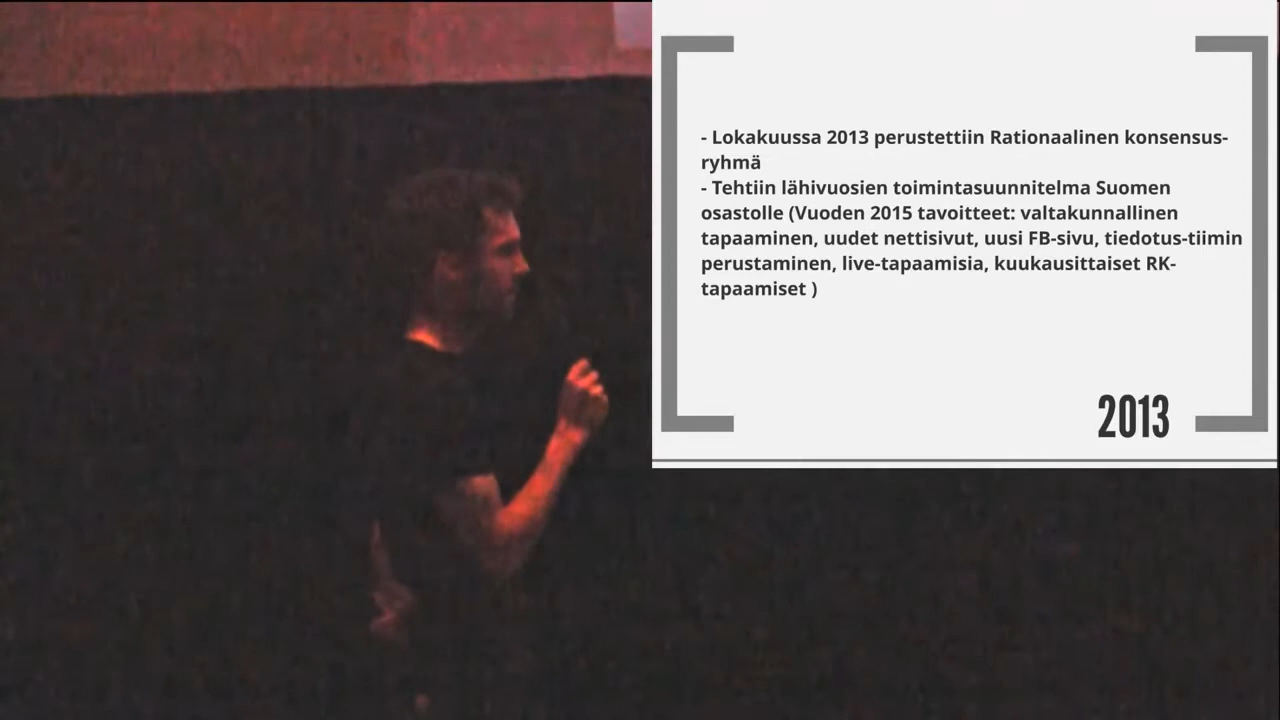 - Lokakuussa 2013 perustettiin Rationaalinen konsensus-
ryhmä
- Tehtiin lähivuosien toimintasuunnitelma Suomen
osastolle (Vuoden 2015 tavoitteet: valtakunnallinen
tapaaminen, uudet nettisivut, uusi FB-sivu, tiedotus-tiimin
perustaminen, live-tapaamisia, kuukausittaiset RK-
tapaamiset )
2013